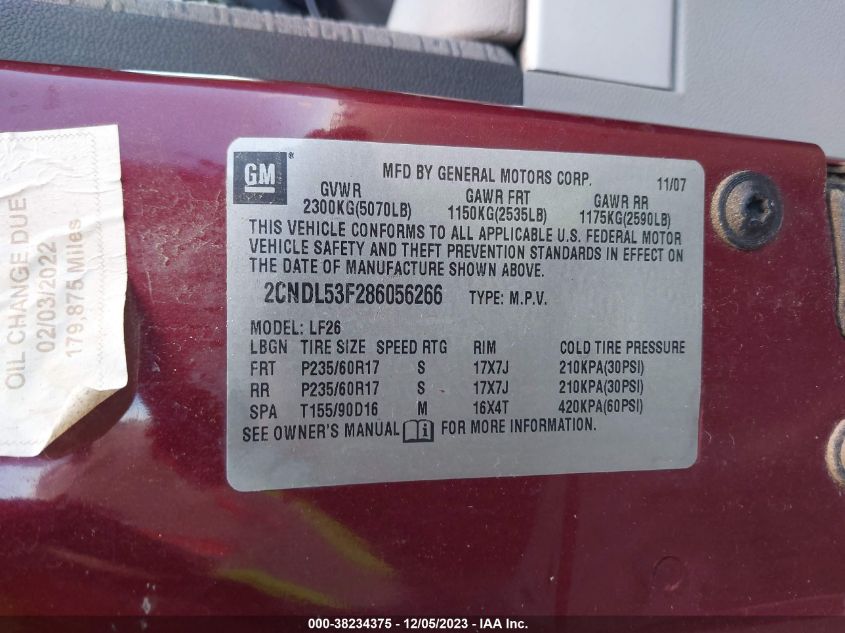 OIL CHANGE DUE
02/03/2022
179,875 Miles
GM ®
MFD BY GENERAL MOTORS CORP. 11/07
GVWR GAWR FRT GAWR RR
2300KG(5070LB) 1150KG(2535LB) 1175KG(2590LB)
THIS VEHICLE CONFORMS TO ALL APPLICABLE U.S. FEDERAL MOTOR
VEHICLE SAFETY AND THEFT PREVENTION STANDARDS IN EFFECT ON
THE DATE OF MANUFACTURE SHOWN ABOVE.
2CNDL53F286056266 TYPE: M.P.V.
MODEL: LF26
LBGN TIRE SIZE SPEED RTG RIM COLD TIRE PRESSURE
FRT P235/60R17 S 17X7J 210KPA(30PSI)
RR P235/60R17 S 17X7J 210KPA(30PSI)
SPA T155/90D16 M 16X4T 420KPA(60PSI)
SEE OWNER'S MANUAL i FOR MORE INFORMATION.
000-38234375 - 12/05/2023 - IAA Inc.